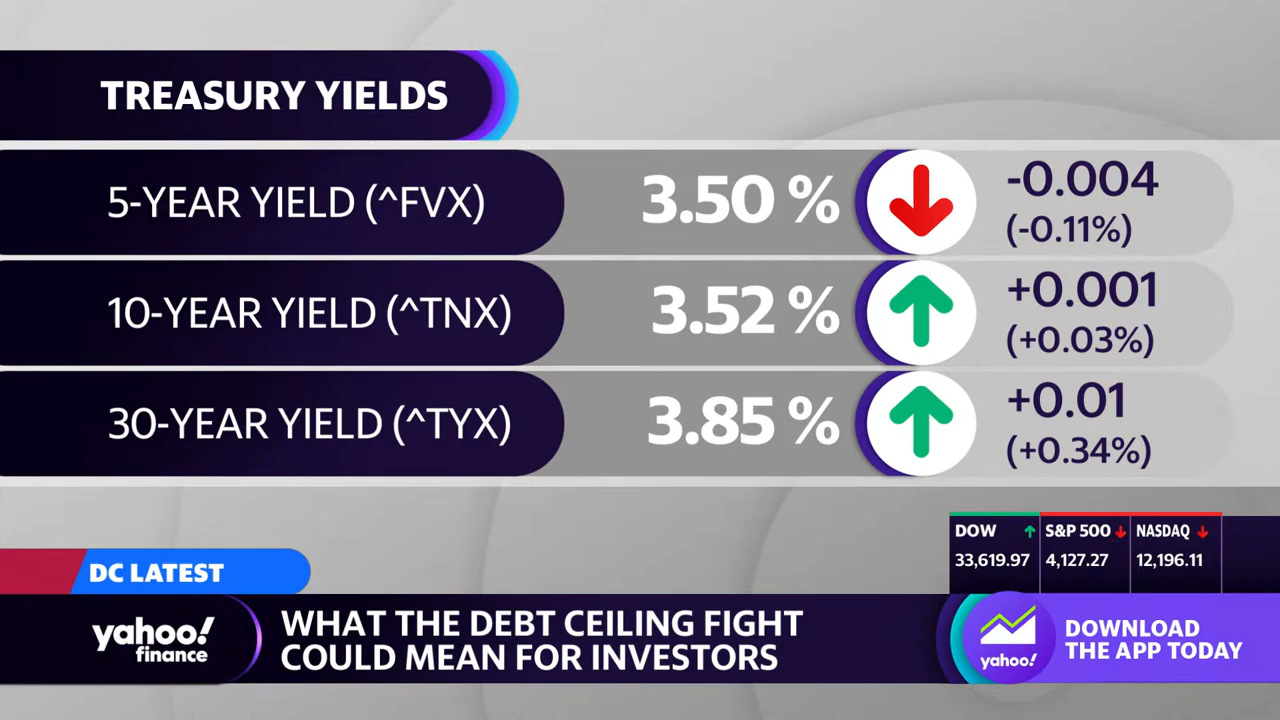 TREASURY YIELDS
5-YEAR YIELD (^FVX) 3.50 % -0.004
(-0.11%)
10-YEAR YIELD (^TNX) 3.52 % +0.001
(+0.03%)
30-YEAR YIELD (^TYX) 3.85 % +0.01
(+0.34%)
DOW S&P 500 NASDAQ
33,619.97 4,127.27 12,196.11
DC LATEST
yahoo!
finance
WHAT THE DEBT CEILING FIGHT
COULD MEAN FOR INVESTORS
yahoo!
DOWNLOAD
THE APP TODAY